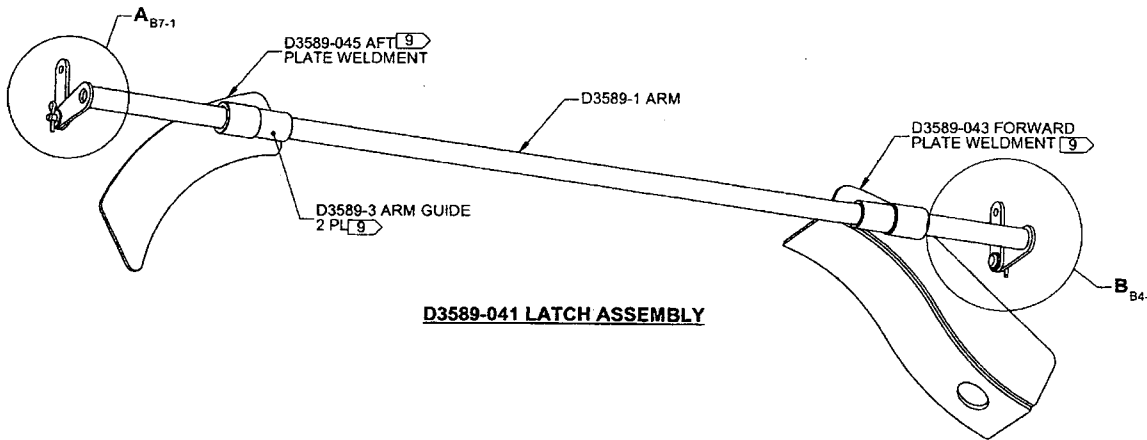 A B7-1
D3589-045 AFT 9
PLATE WELDMENT
D3589-1 ARM
D3589-043 FORWARD
PLATE WELDMENT 9
D3589-3 ARM GUIDE
2 PL 9
B B4-
D3589-041 LATCH ASSEMBLY